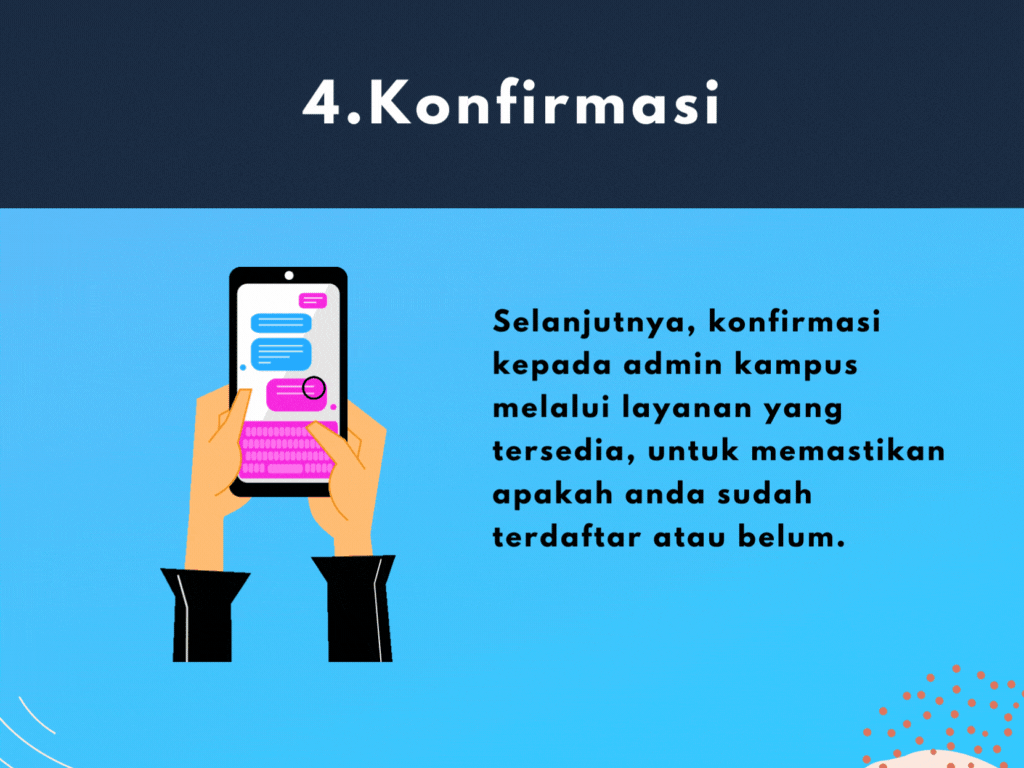 4.Konfirmasi
Selanjutnya, konfirmasi
kepada admin kampus
melalui layanan yang
tersedia, untuk memastikan
apakah anda sudah
terdaftar atau belum.